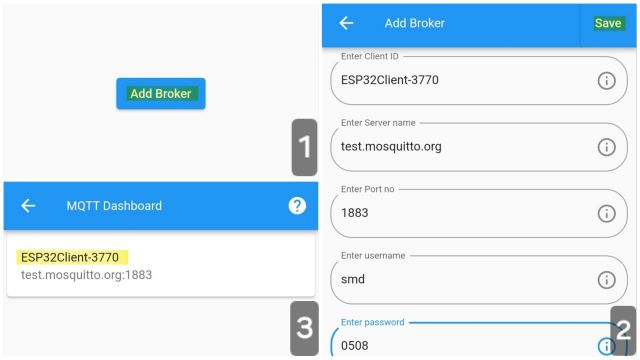 Add Broker
1
MQTT Dashboard
ESP32Client-3770
test.mosquitto.org:1883
3
Add Broker
Save
Enter Client ID
ESP32Client-3770
Enter Server name
test.mosquitto.org
Enter Port no
1883
Enter username
smd
Enter password
0508
2